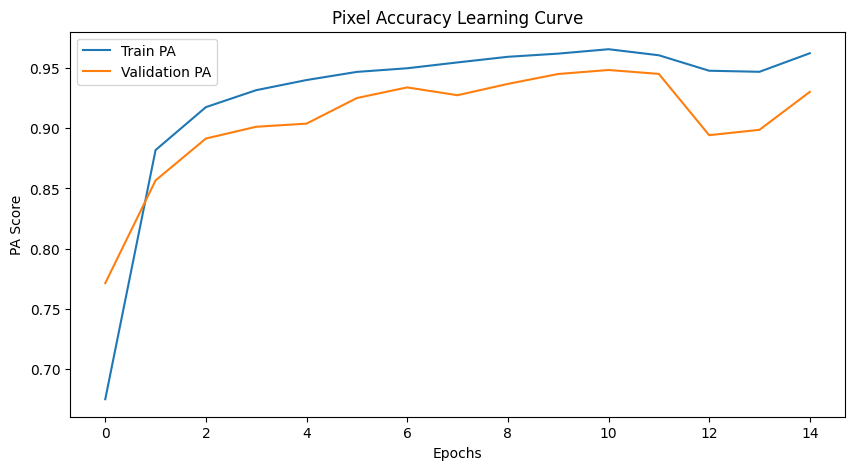 Pixel Accuracy Learning Curve
Train PA
Validation PA
PA Score
0.95
0.90
0.85
0.80
0.75
0.70
0 2 4 6 8 10 12 14
Epochs